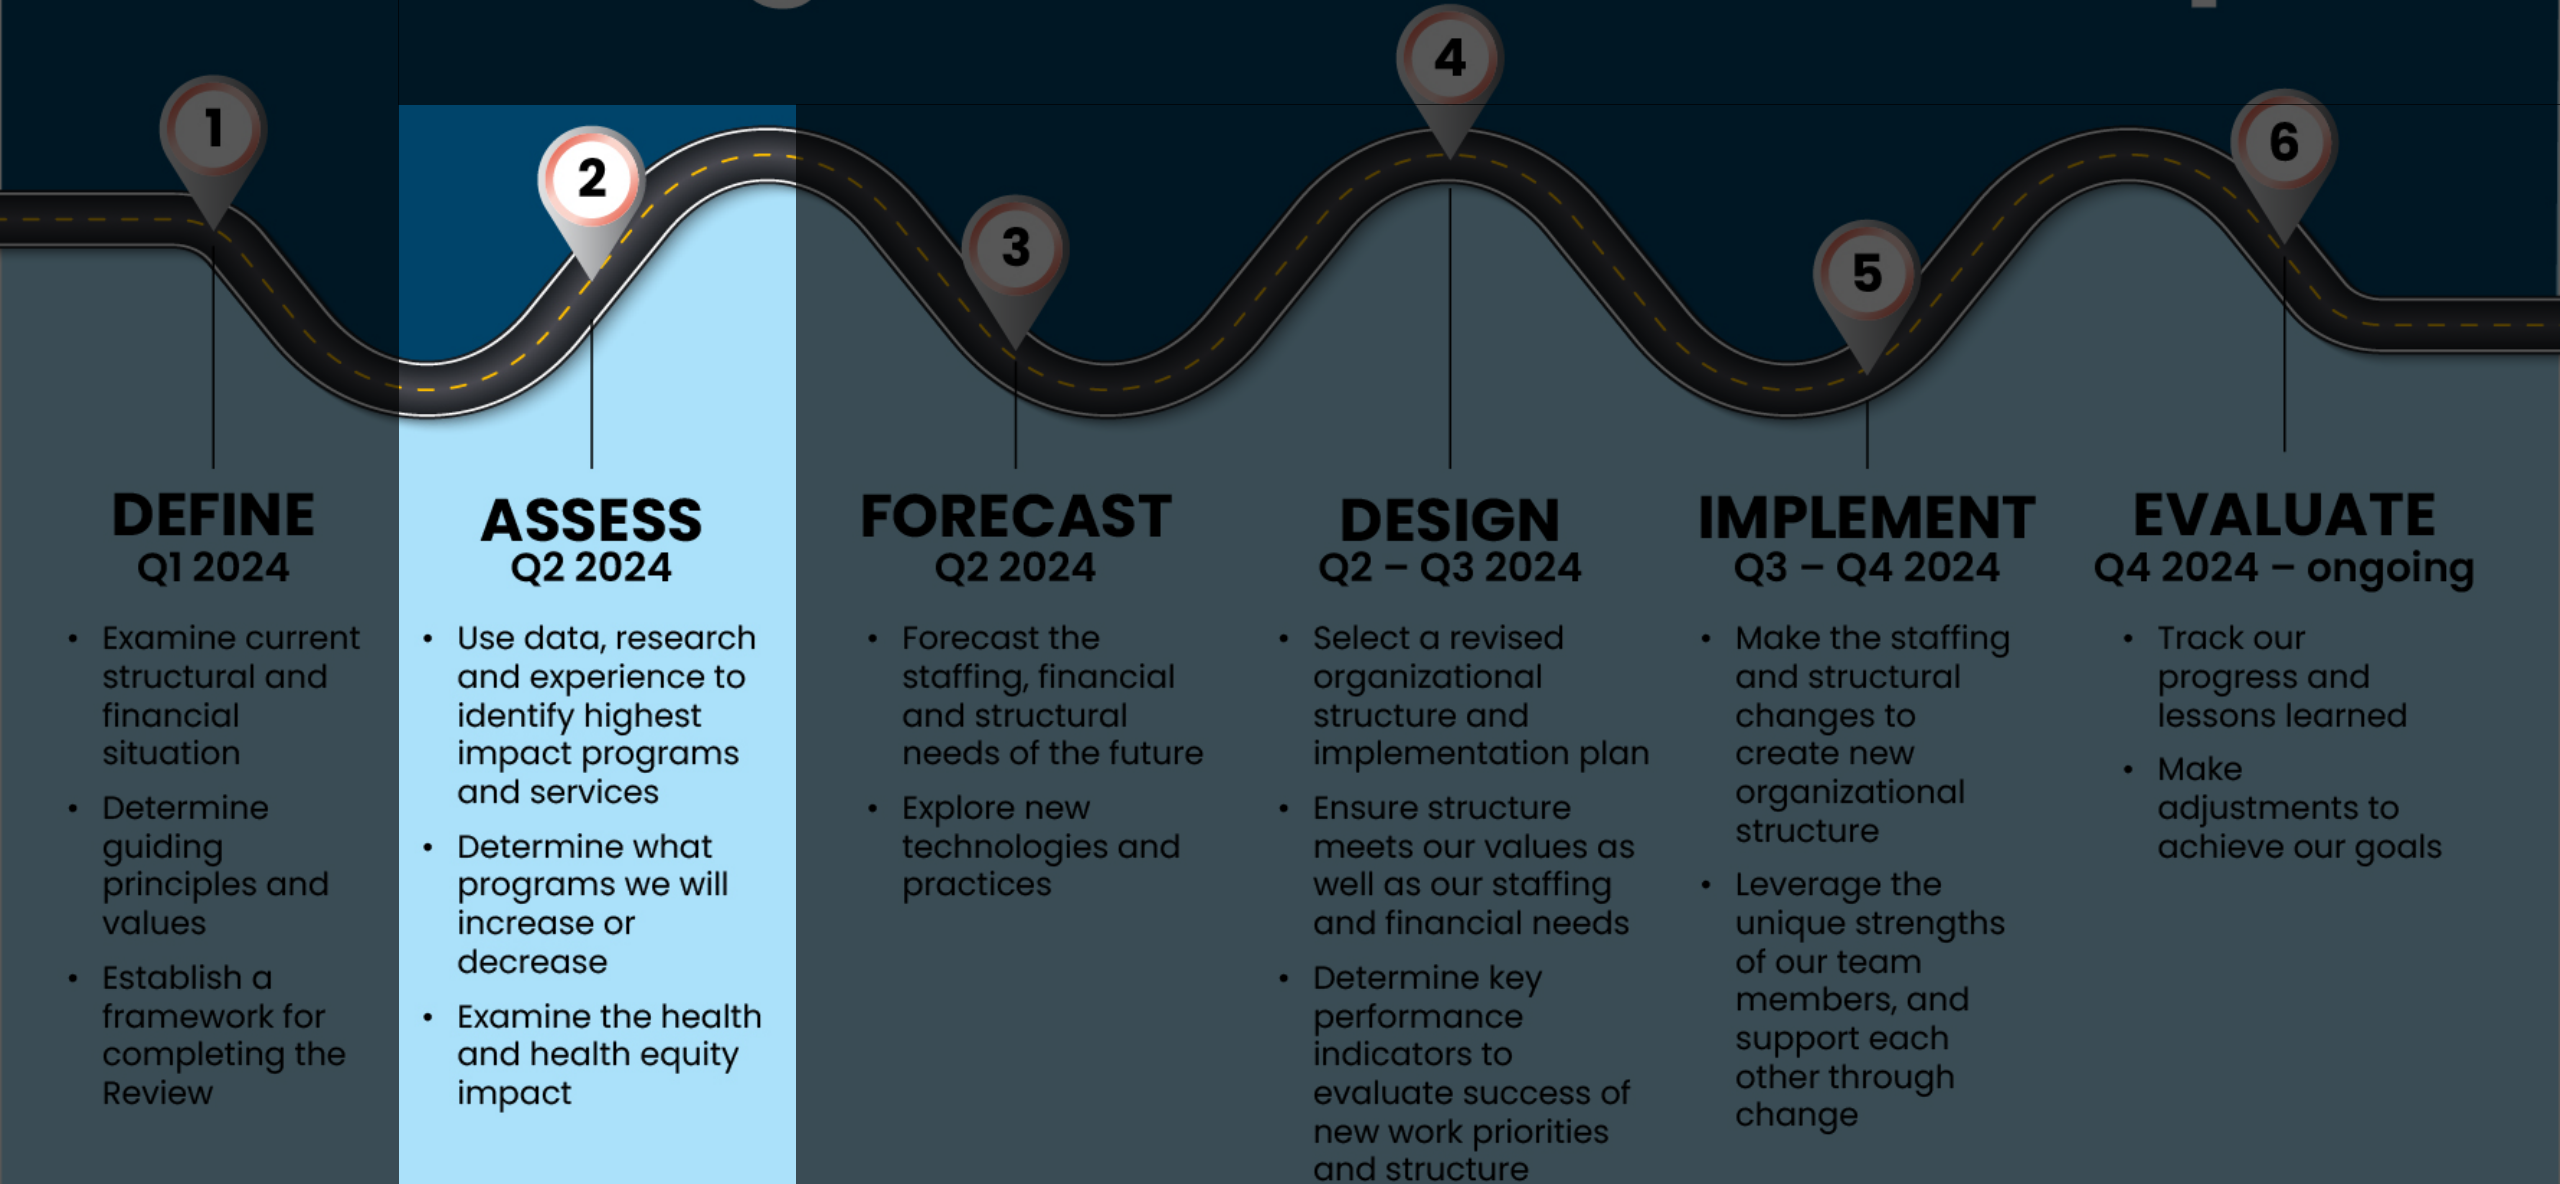 1
2
3
4
5
6
DEFINE
Q1 2024
• Examine current
structural and
financial
situation
• Determine
guiding
principles and
values
• Establish a
framework for
completing the
Review
ASSESS
Q2 2024
• Use data, research
and experience to
identify highest
impact programs
and services
• Determine what
programs we will
increase or
decrease
• Examine the health
and health equity
impact
FORECAST
Q2 2024
• Forecast the
staffing, financial
and structural
needs of the future
• Explore new
technologies and
practices
DESIGN
Q2 – Q3 2024
• Select a revised
organizational
structure and
implementation plan
• Ensure structure
meets our values as
well as our staffing
and financial needs
• Determine key
performance
indicators to
evaluate success of
new work priorities
and structure
IMPLEMENT
Q3 – Q4 2024
• Make the staffing
and structural
changes to
create new
organizational
structure
• Leverage the
unique strengths
of our team
members, and
support each
other through
change
EVALUATE
Q4 2024 – ongoing
• Track our
progress and
lessons learned
• Make
adjustments to
achieve our goals